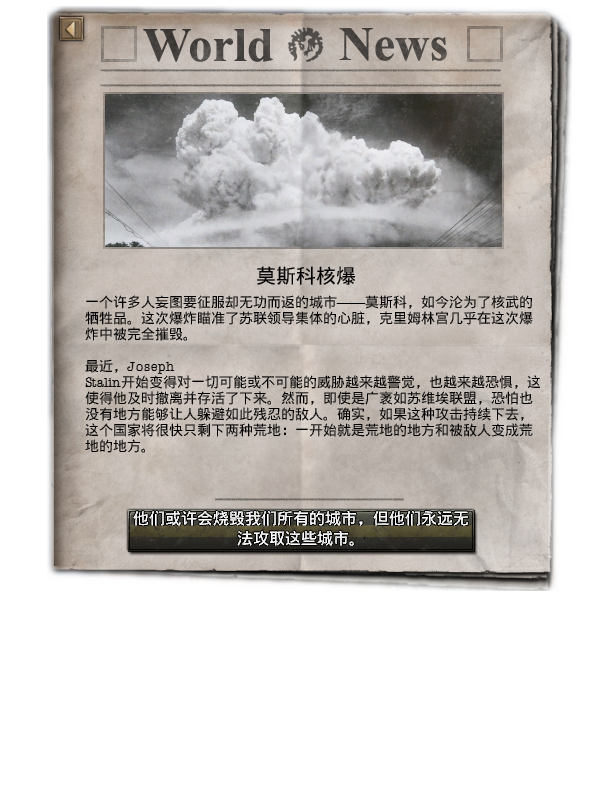 World News
莫斯科核爆
一个许多人妄图要征服却无功而返的城市——莫斯科，如今沦为了核武的
牺牲品。这次爆炸瞄准了苏联领导集体的心脏，克里姆林宫几乎在这次爆
炸中被完全摧毁。
最近，Joseph
Stalin开始变得对一切可能或不可能的威胁越来越警觉，也越来越恐惧，这
使得他及时撤离并存活了下来。然而，即使是广袤如苏维埃联盟，恐怕也
没有地方能够让人躲避如此残忍的敌人。确实，如果这种攻击持续下去，
这个国家将很快只剩下两种荒地：一开始就是荒地的地方和被敌人变成荒
地的地方。
他们或许会烧毁我们所有的城市，但他们永远无
法攻取这些城市。